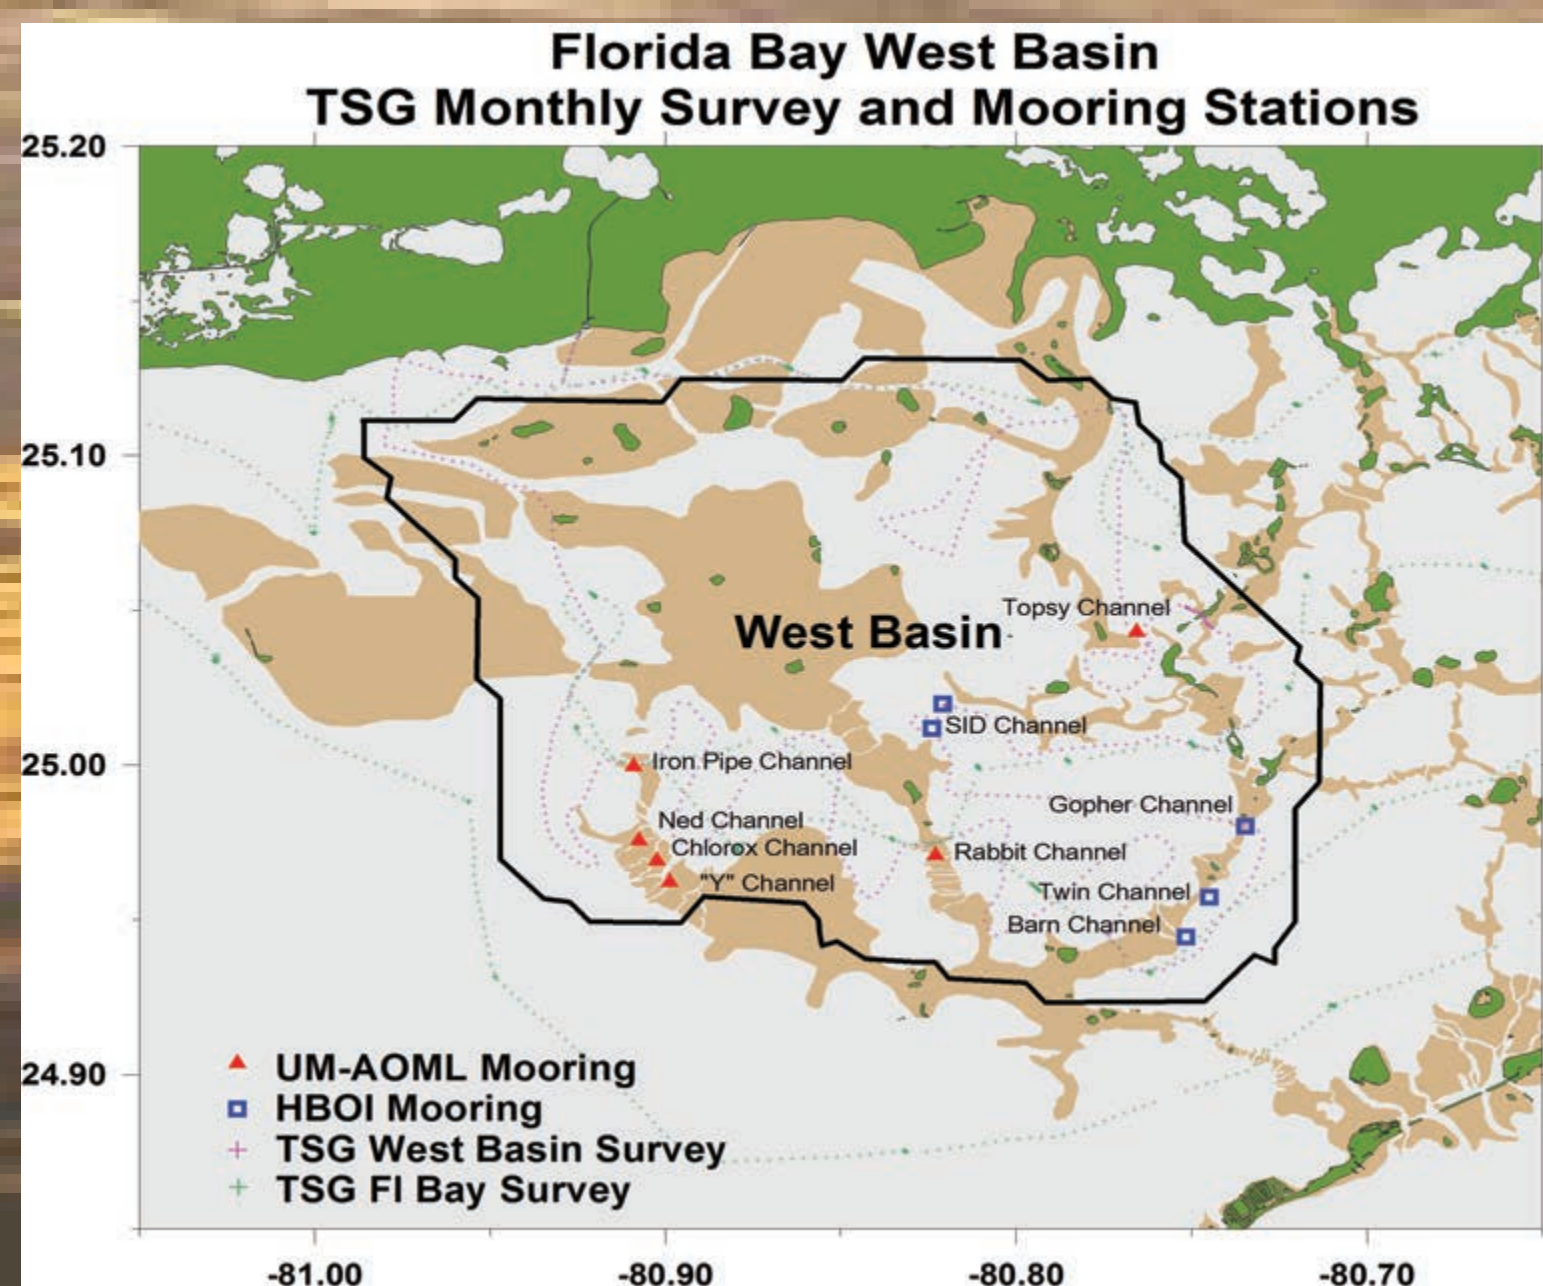 Florida Bay West Basin
TSG Monthly Survey and Mooring Stations
25.20
25.10
Topsy Channel
West Basin
SID Channel
25.00
Iron Pipe Channel
Gopher Channel
Ned Channel
Chlorox Channel
Rabbit Channel
"Y" Channel
Twin Channel
Barn Channel
24.90
UM-AOML Mooring
HBOI Mooring
TSG West Basin Survey
TSG Fl Bay Survey
-81.00 -80.90 -80.80 -80.70